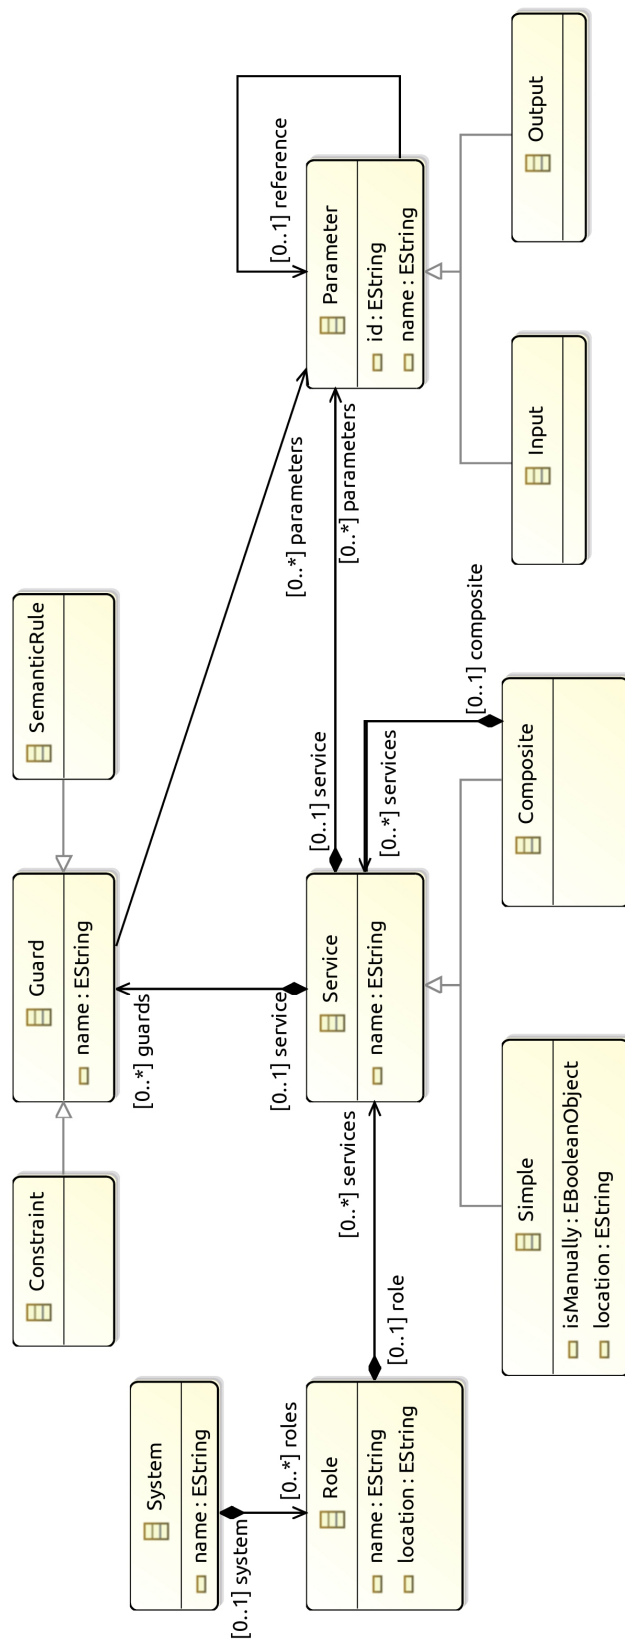 Constraint
Guard
name : EString
SemanticRule
System
name : EString
[0..1] system
[0..*] roles
[0..*] guards
[0..1] service
[0..*] parameters
[0..1] reference
Role
name : EString
location : EString
[0..1] role
[0..*] services
Service
name : EString
[0..1] service
[0..*] parameters
[0..*] services
[0..1] composite
Parameter
id : EString
name : EString
Simple
isManually : EBooleanObject
location : EString
Composite
Input
Output